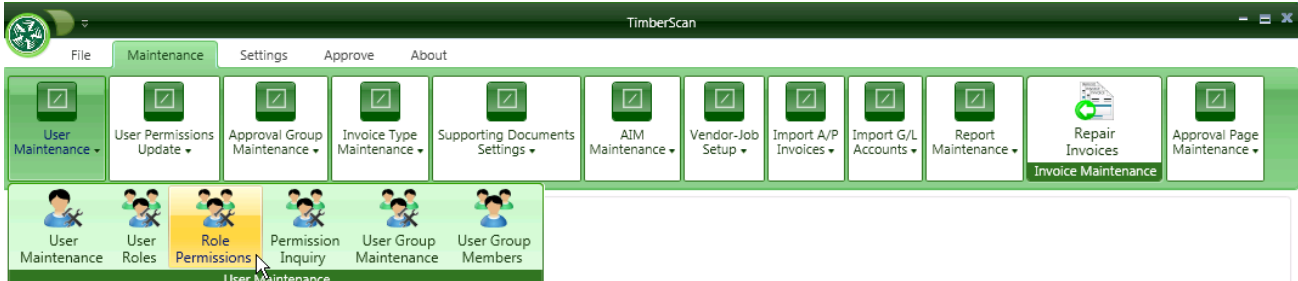 TimberScan
File Maintenance Settings Approve About
User Maintenance
User Permissions Update
Approval Group Maintenance
Invoice Type Maintenance
Supporting Documents Settings
AIM Maintenance
Vendor-Job Setup
Import A/P Invoices
Import G/L Accounts
Report Maintenance
Repair Invoices
Invoice Maintenance
Approval Page Maintenance
User Maintenance
User Roles
Role Permissions
Permission Inquiry
User Group Maintenance
User Group Members
User Maintenance